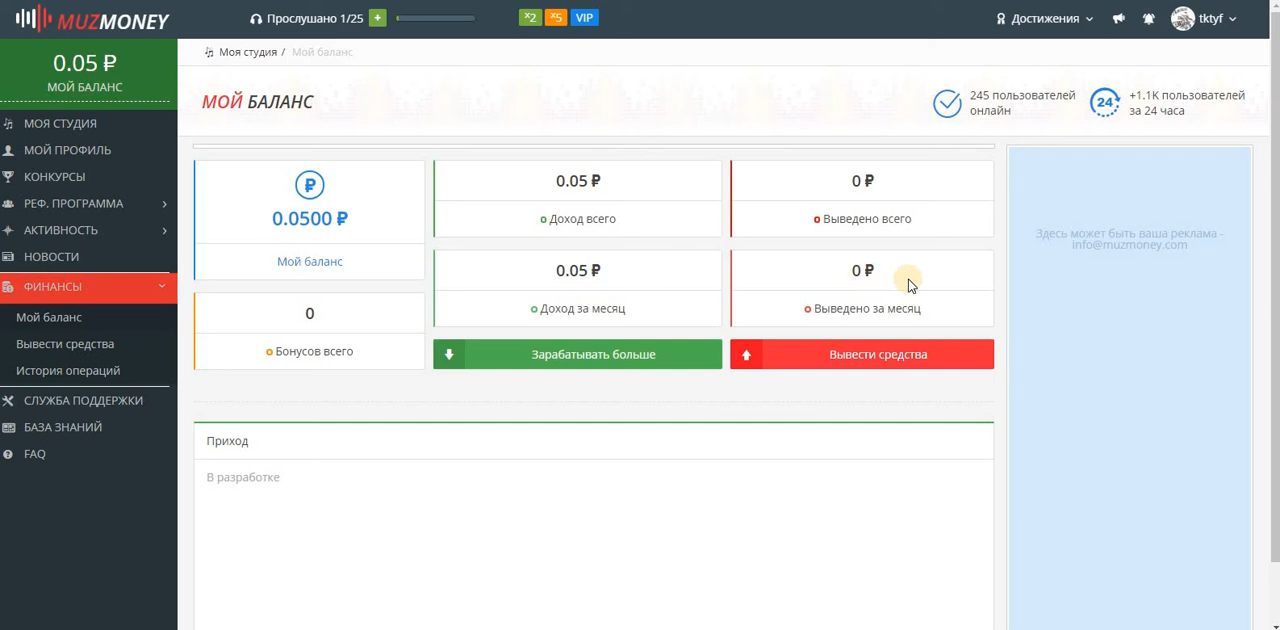 MUZMONEY
Прослушано 1/25 +
x2 x5 VIP
Достижения
tktyf
0.05 ₽
МОЙ БАЛАНС
МОЯ СТУДИЯ
МОЙ ПРОФИЛЬ
КОНКУРСЫ
РЕФ. ПРОГРАММА
АКТИВНОСТЬ
НОВОСТИ
ФИНАНСЫ
Мой баланс
Вывести средства
История операций
СЛУЖБА ПОДДЕРЖКИ
БАЗА ЗНАНИЙ
FAQ
Моя студия / Мой баланс
МОЙ БАЛАНС
245 пользователей
онлайн
24
+1.1K пользователей
за 24 часа
₽
0.0500 ₽
Мой баланс
0
Бонусов всего
0.05 ₽
Доход всего
0.05 ₽
Доход за месяц
Зарабатывать больше
0 ₽
Выведено всего
0 ₽
Выведено за месяц
Вывести средства
Приход
В разработке
Здесь может быть ваша реклама -
info@muzmoney.com